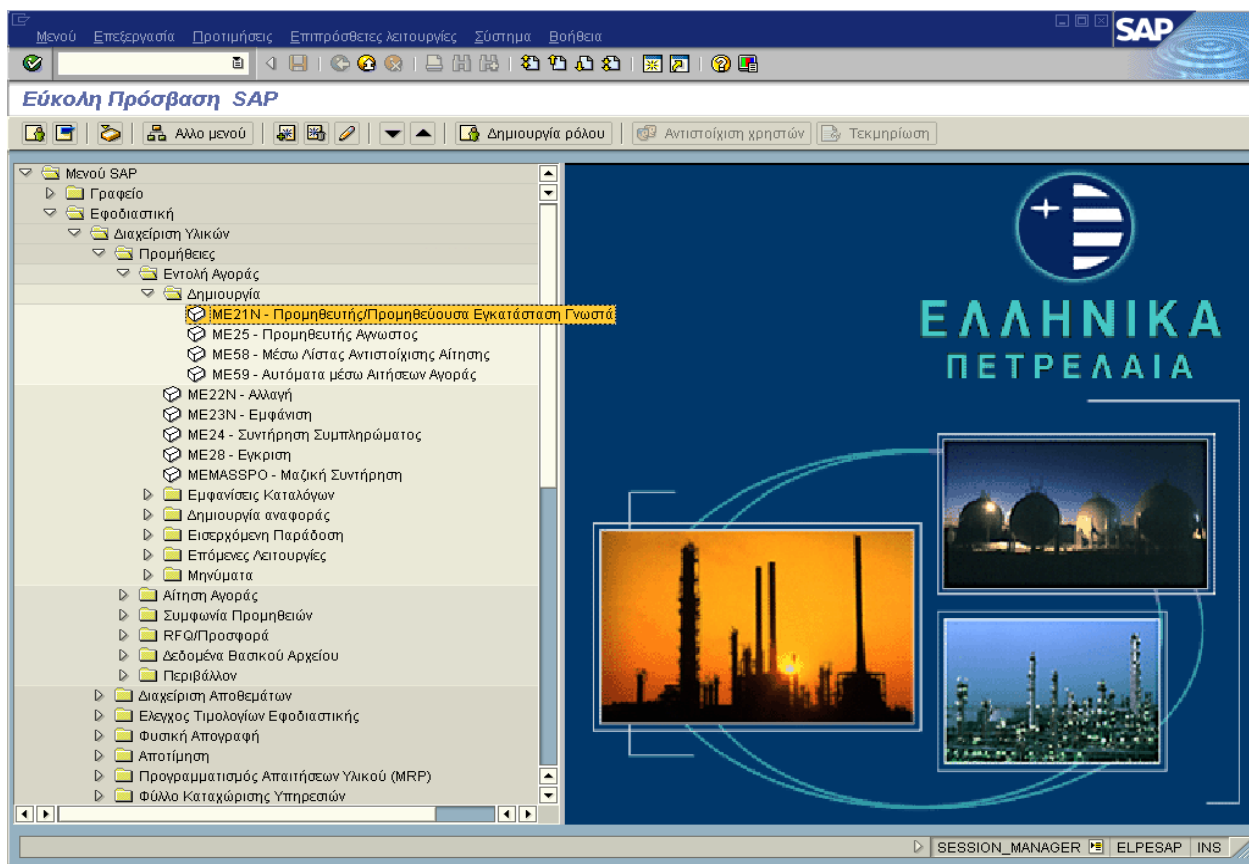 SAP
Μενού Επεξεργασία Προτιμήσεις Επιπρόσθετες λειτουργίες Σύστημα Βοήθεια
Εύκολη Πρόσβαση SAP
Αλλο μενού Δημιουργία ρόλου Αντιστοίχιση χρηστών Τεκμηρίωση
Μενού SAP
Γραφείο
Εφοδιαστική
Διαχείριση Υλικών
Προμήθειες
Εντολή Αγοράς
Δημιουργία
ME21N - Προμηθευτής/Προμηθεύουσα Εγκατάσταση Γνωστά
ME25 - Προμηθευτής Αγνωστος
ME58 - Μέσω Λίστας Αντιστοίχισης Αίτησης
ME59 - Αυτόματα μέσω Αιτήσεων Αγοράς
ME22N - Αλλαγή
ME23N - Εμφάνιση
ME24 - Συντήρηση Συμπληρώματος
ME28 - Εγκριση
MEMASSPO - Μαζική Συντήρηση
Εμφανίσεις Καταλόγων
Δημιουργία αναφοράς
Εισερχόμενη Παράδοση
Επόμενες Λειτουργίες
Μηνύματα
Αίτηση Αγοράς
Συμφωνία Προμηθειών
RFQ/Προσφορά
Δεδομένα Βασικού Αρχείου
Περιβάλλον
Διαχείριση Αποθεμάτων
Ελεγχος Τιμολογίων Εφοδιαστικής
Φυσική Απογραφή
Αποτίμηση
Προγραμματισμός Απαιτήσεων Υλικού (MRP)
Φύλλο Καταχώρισης Υπηρεσιών
ΕΛΛΗΝΙΚΑ
ΠΕΤΡΕΛΑΙΑ
SESSION_MANAGER ELPESAP INS